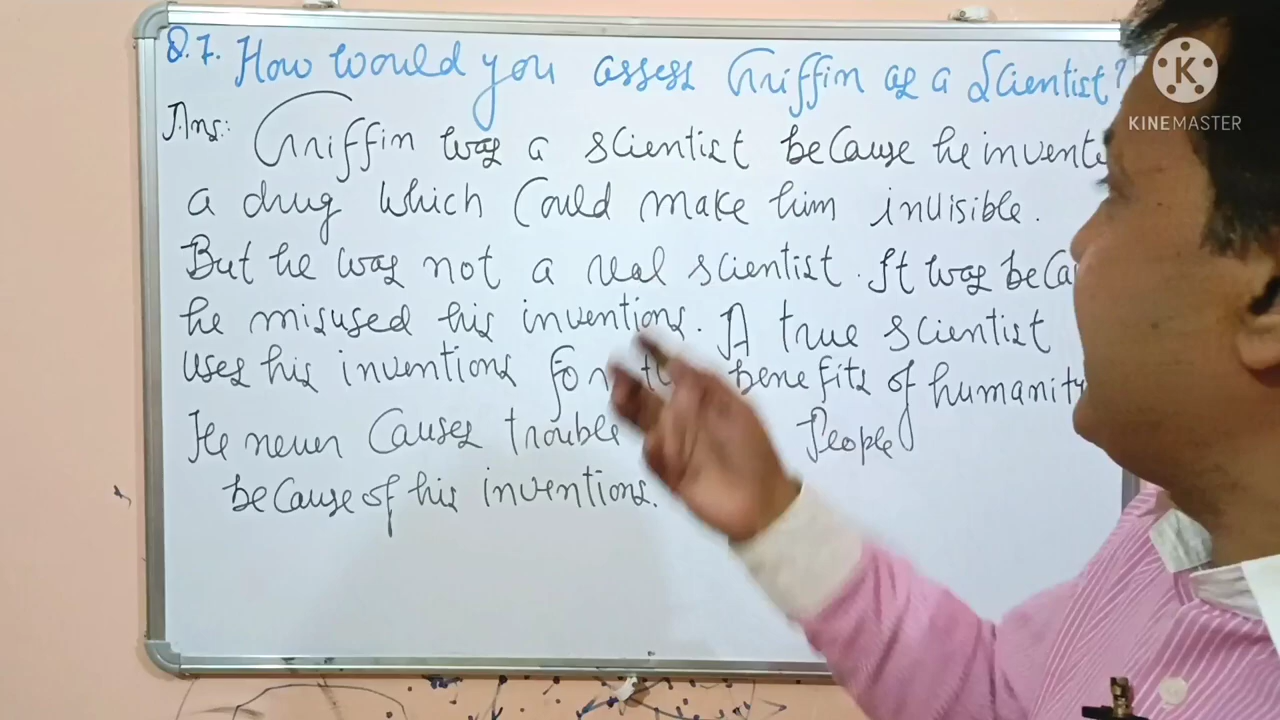 Q.7. How would you assess Griffin as a Scientist?
Ans: Griffin was a scientist because he invente
a drug which Could make him invisible.
But he was not a real scientist. It was beCa
he misused his inventions. A true scientist
uses his inventions for benefits of humanity
He never Causes trouble People
beCause of his inventions.
K
KINEMASTER